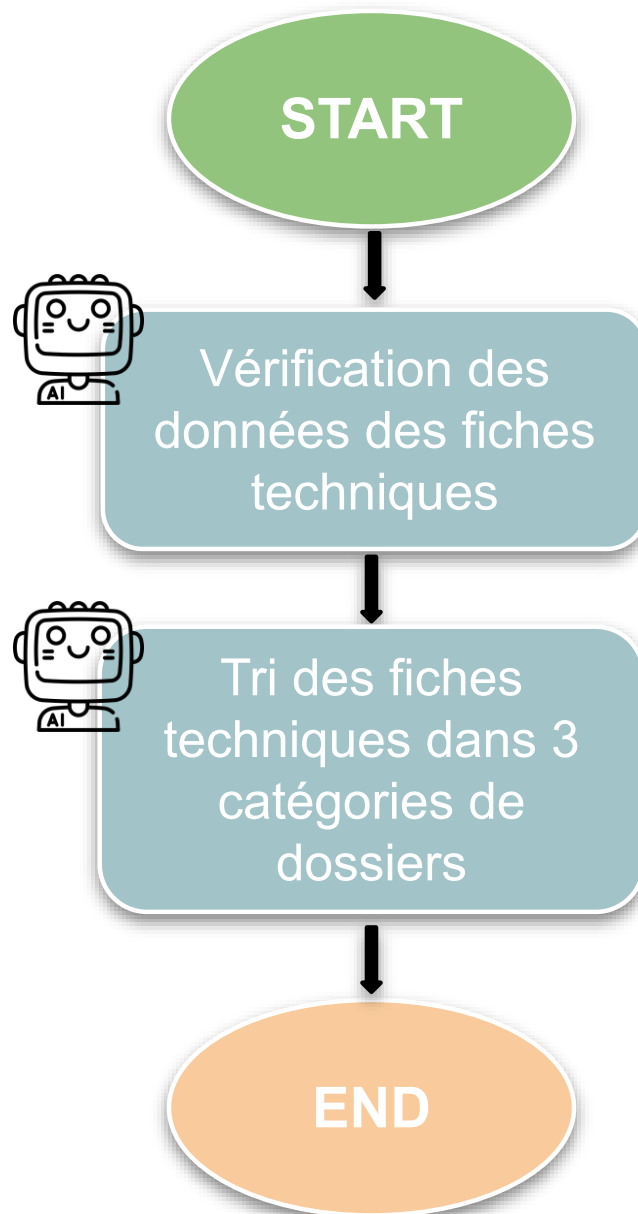 START
AI
Vérification des
données des fiches
techniques
AI
Tri des fiches
techniques dans 3
catégories de
dossiers
END